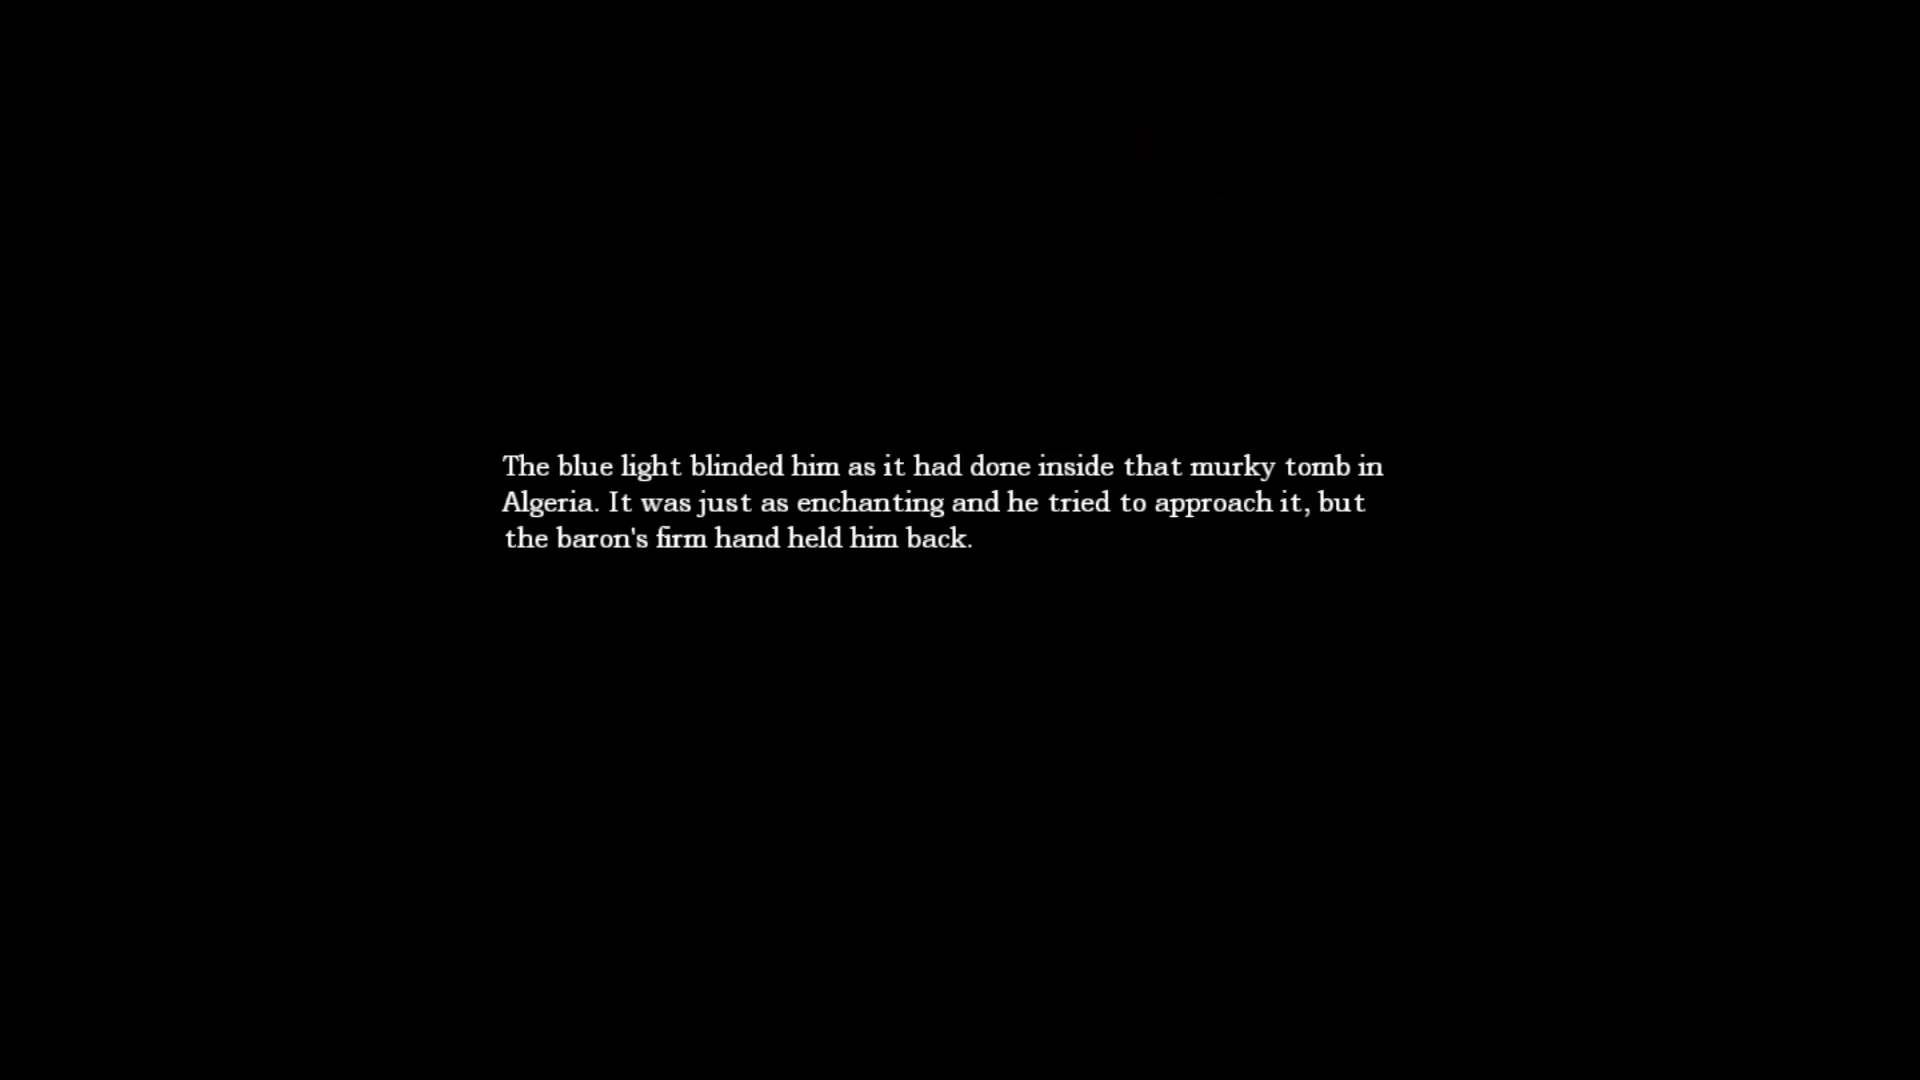 The blue light blinded him as it had done inside that murky tomb in
Algeria. It was just as enchanting and he tried to approach it, but
the baron's firm hand held him back.